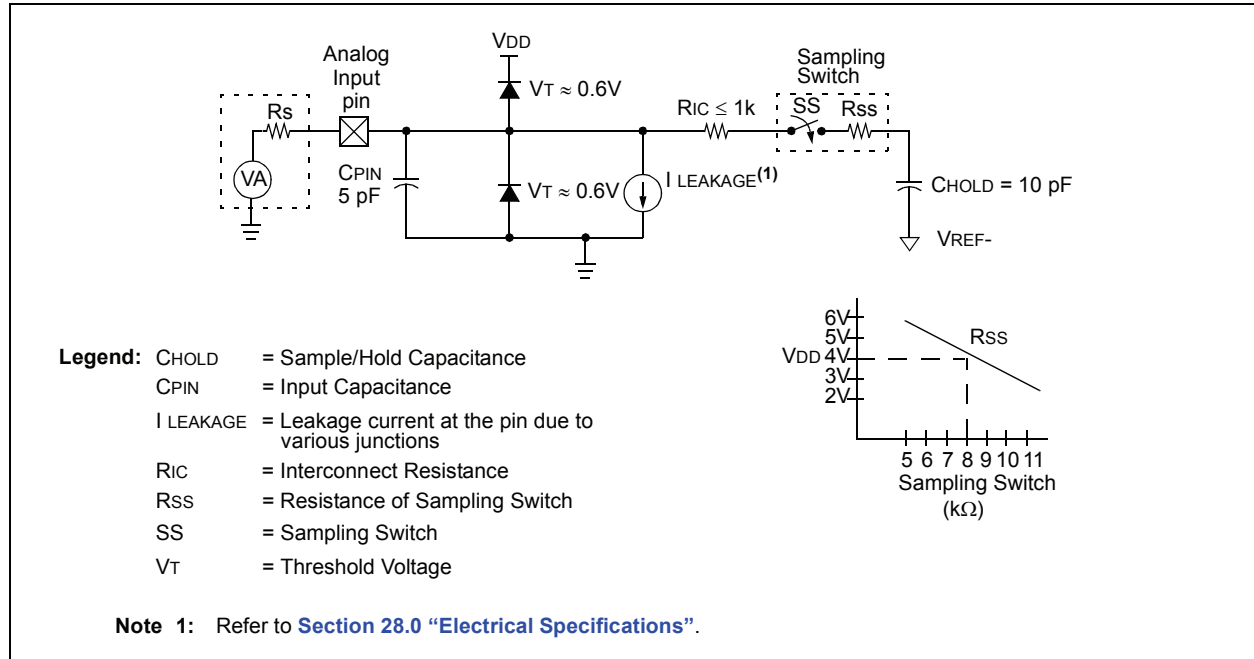 VDD
Analog
Input
pin
VT ≈ 0.6V
Sampling
Switch
Rs
RIC ≤ 1k
SS
Rss
VA
CPIN
5 pF
VT ≈ 0.6V
I LEAKAGE(1)
CHOLD = 10 pF
VREF-
6V
5V
VDD 4V
3V
2V
RSS
5 6 7 8 9 10 11
Sampling Switch
(kΩ)
Legend: CHOLD = Sample/Hold Capacitance
CPIN = Input Capacitance
I LEAKAGE = Leakage current at the pin due to
various junctions
RIC = Interconnect Resistance
RSS = Resistance of Sampling Switch
SS = Sampling Switch
VT = Threshold Voltage
Note 1: Refer to Section 28.0 “Electrical Specifications”.